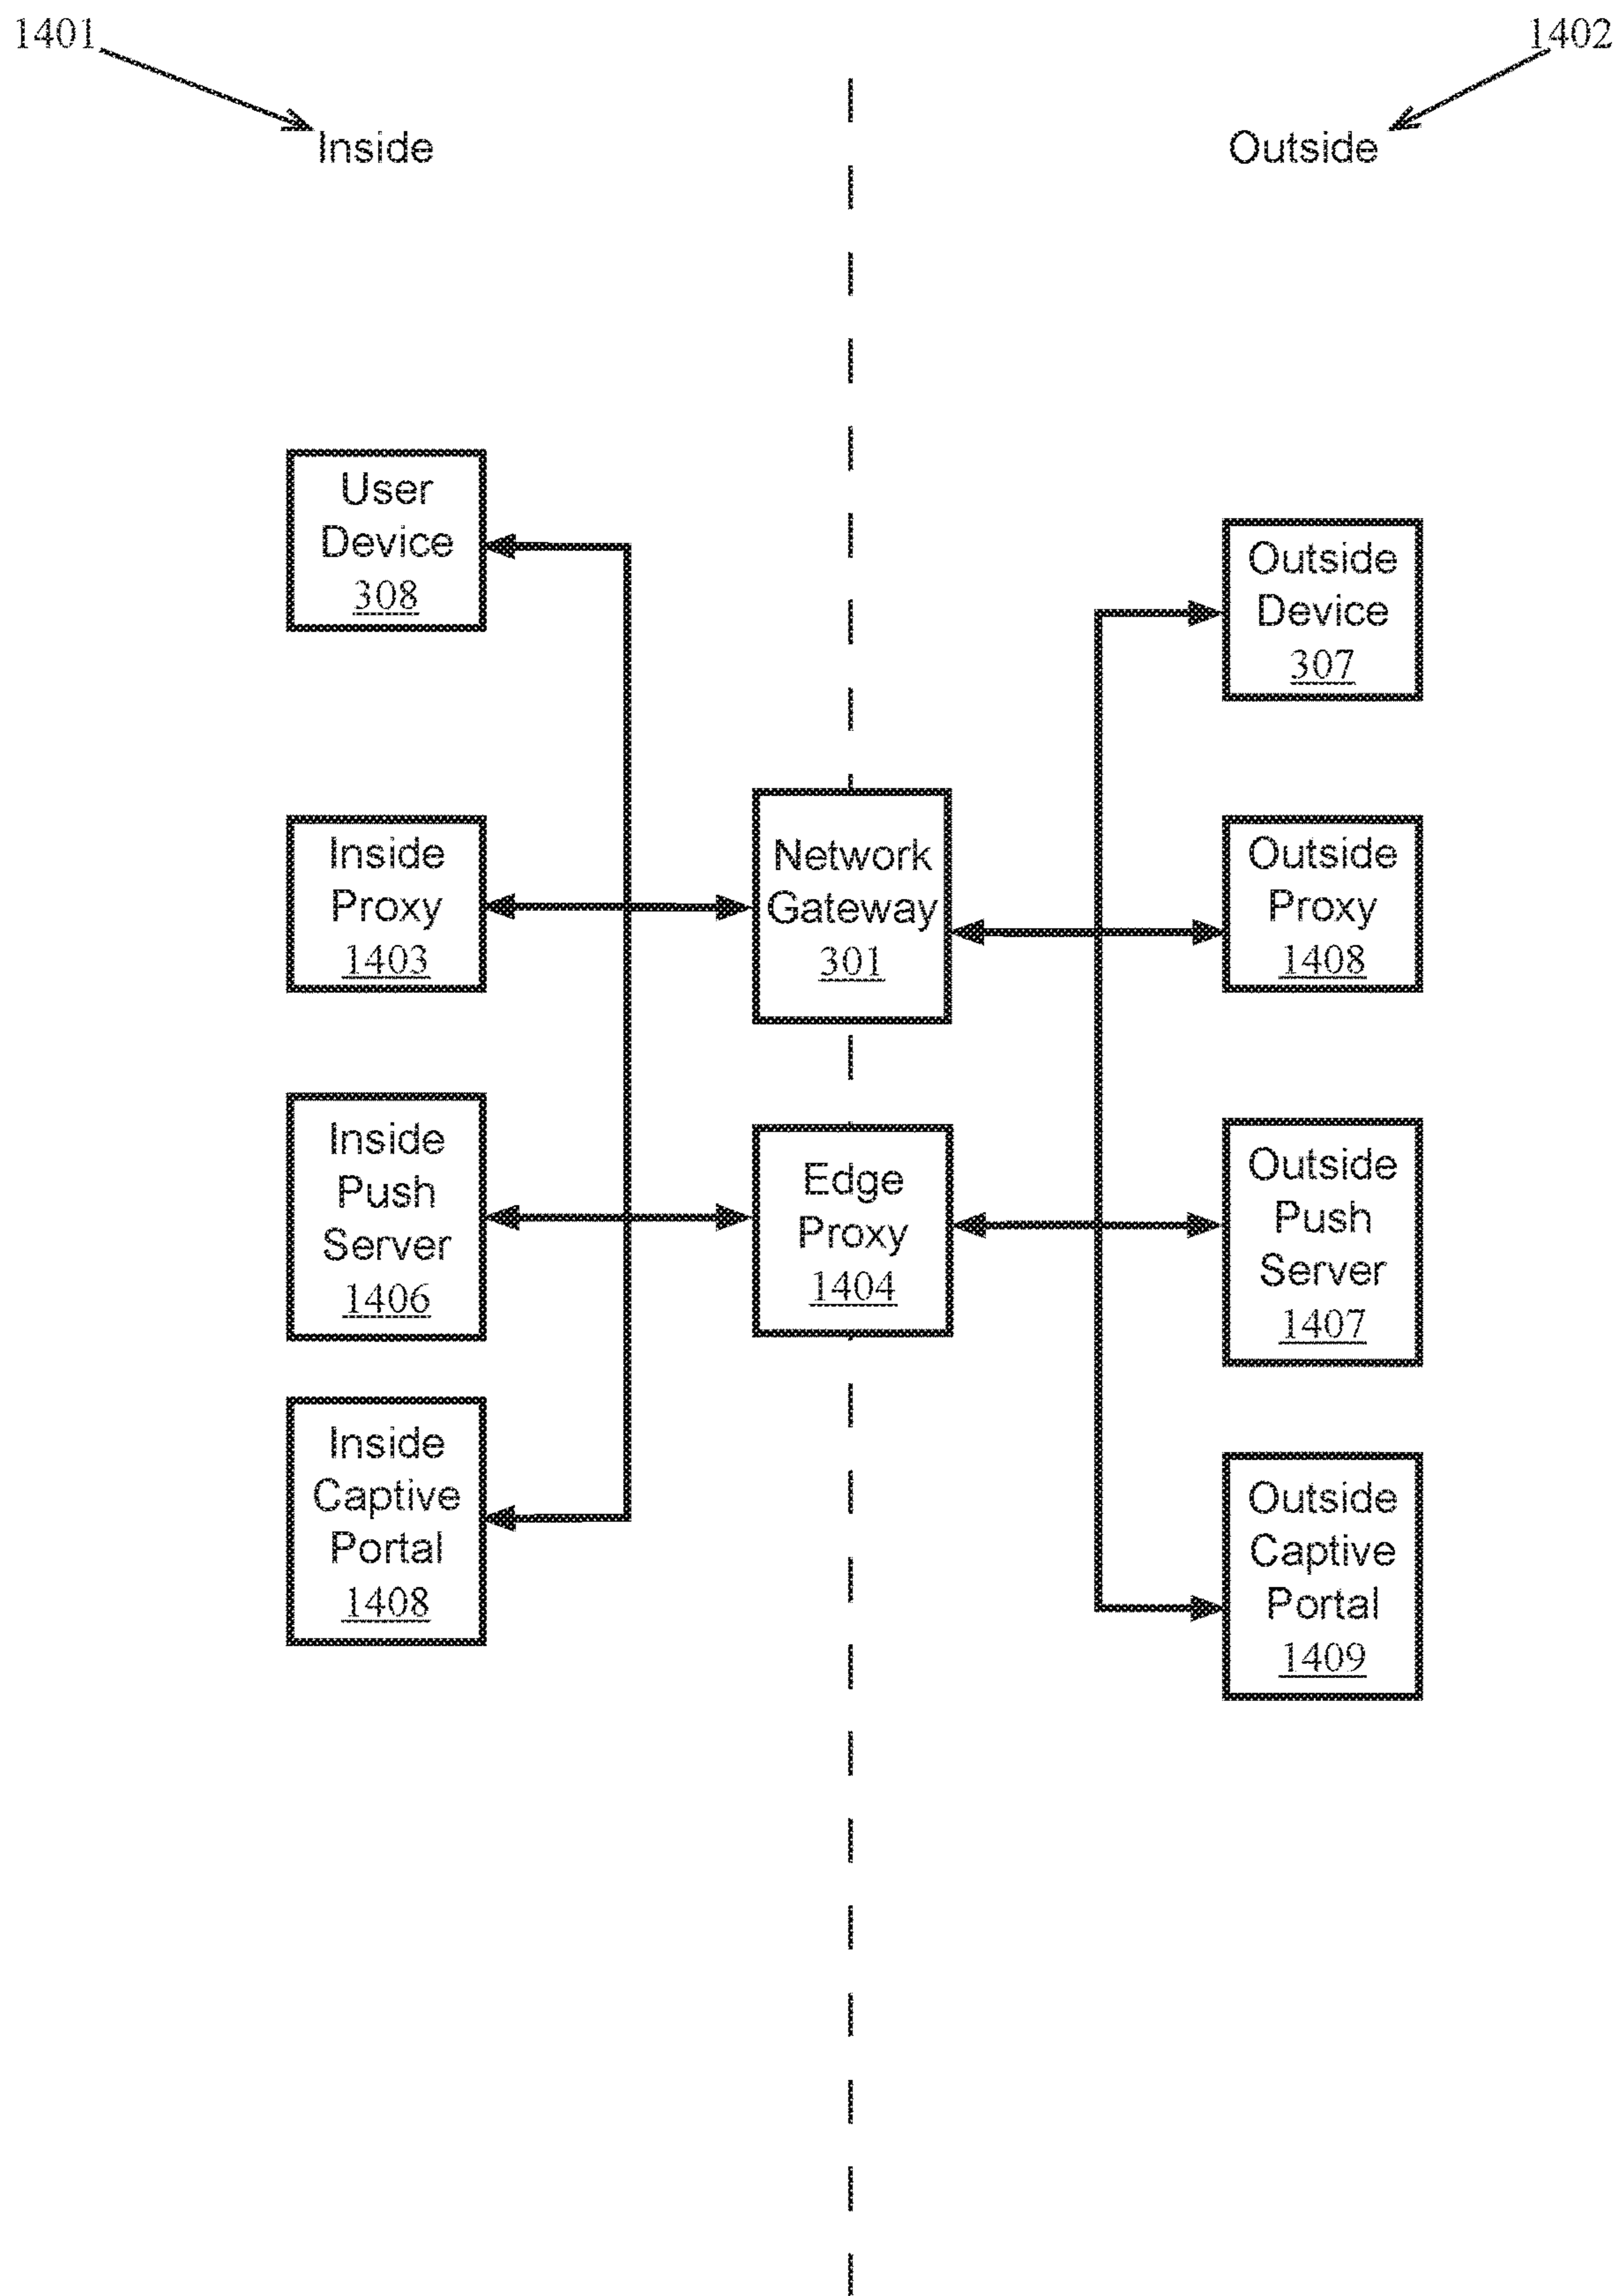 1401
1402
Inside
Outside
User
Device
308
Outside
Device
307
Inside
Proxy
1403
Network
Gateway
301
Outside
Proxy
1408
Inside
Push
Server
1406
Edge
Proxy
1404
Outside
Push
Server
1407
Inside
Captive
Portal
1408
Outside
Captive
Portal
1409